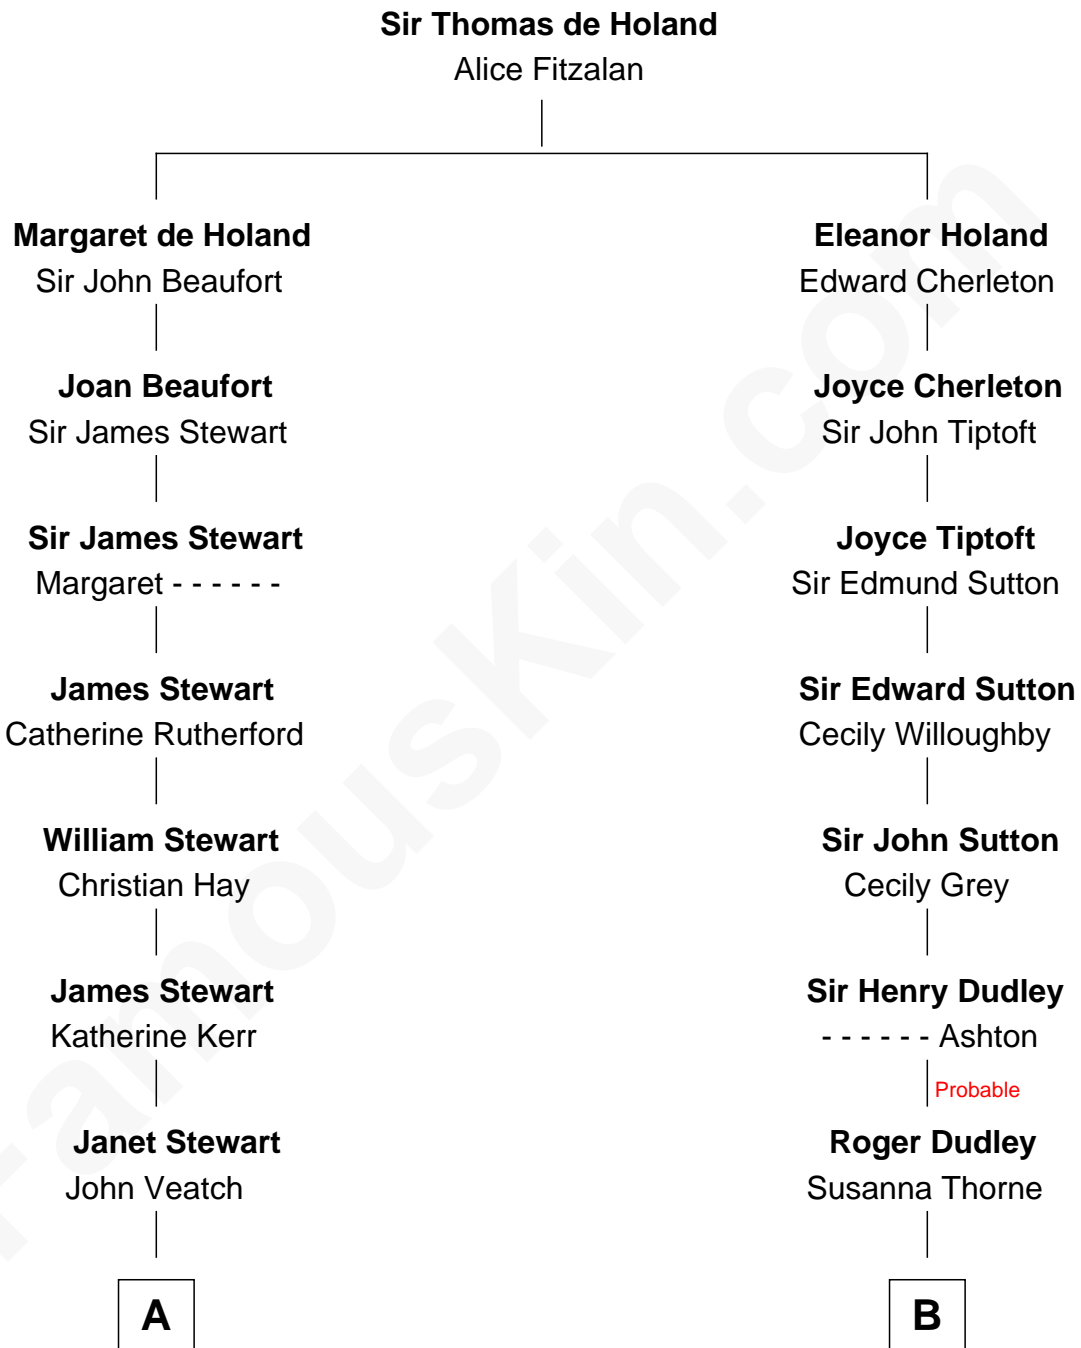 Sir Thomas de Holand
Alice Fitzalan
Margaret de Holand
Sir John Beaufort
Eleanor Holand
Edward Cherleton
Joan Beaufort
Sir James Stewart
Joyce Cherleton
Sir John Tiptoft
Sir James Stewart
Margaret - - - - - -
Joyce Tiptoft
Sir Edmund Sutton
James Stewart
Catherine Rutherford
Sir Edward Sutton
Cecily Willoughby
William Stewart
Christian Hay
Sir John Sutton
Cecily Grey
James Stewart
Katherine Kerr
Sir Henry Dudley
- - - - - - Ashton
Probable
Janet Stewart
John Veatch
Roger Dudley
Susanna Thorne
A
B
FamousKin.com